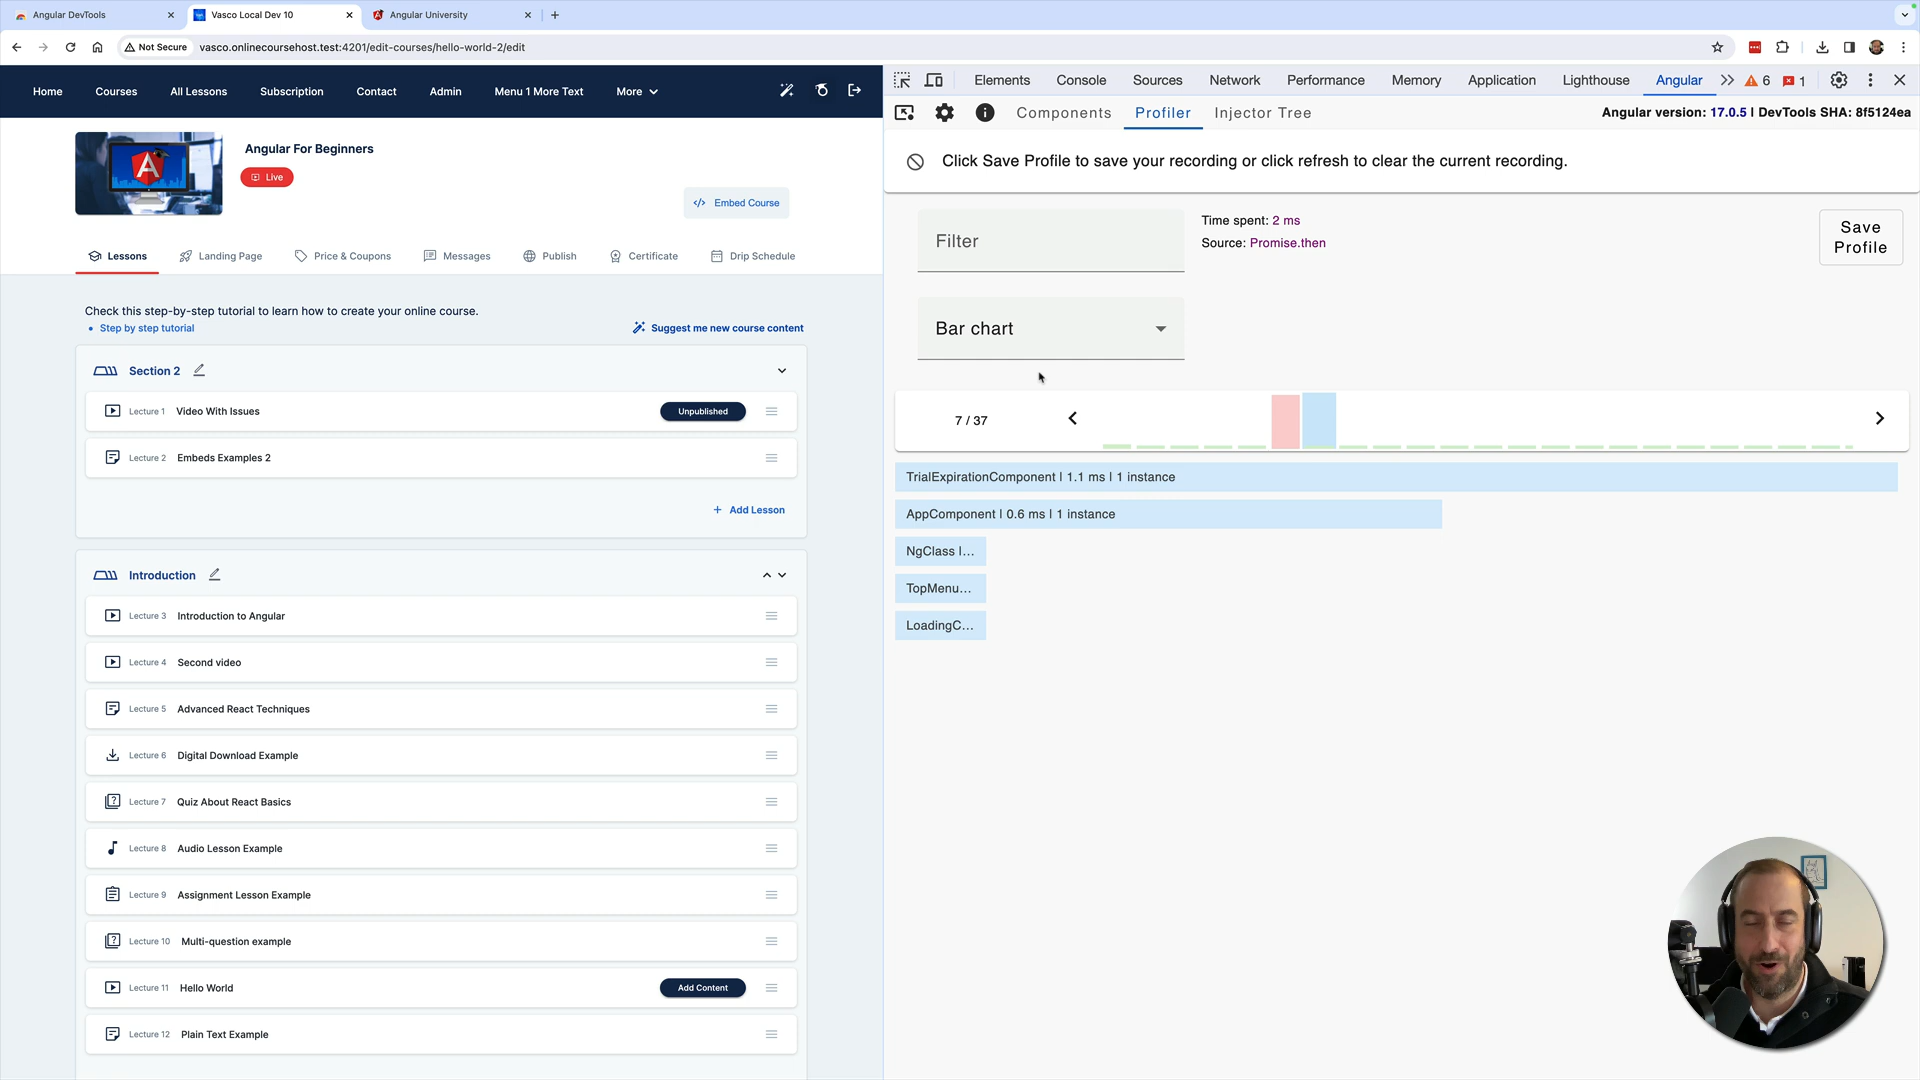 Angular DevTools
Vasco Local Dev 10
Angular University
Not Secure
vasco.onlinecoursehost.test:4201/edit-courses/hello-world-2/edit
Home
Courses
All Lessons
Subscription
Contact
Admin
Menu 1 More Text
More
Angular For Beginners
Live
Embed Course
Lessons
Landing Page
Price & Coupons
Messages
Publish
Certificate
Drip Schedule
Check this step-by-step tutorial to learn how to create your online course.
Step by step tutorial
Suggest me new course content
Section 2
Lecture 1 Video With Issues
Unpublished
Lecture 2 Embeds Examples 2
+ Add Lesson
Introduction
Lecture 3 Introduction to Angular
Lecture 4 Second video
Lecture 5 Advanced React Techniques
Lecture 6 Digital Download Example
Lecture 7 Quiz About React Basics
Lecture 8 Audio Lesson Example
Lecture 9 Assignment Lesson Example
Lecture 10 Multi-question example
Lecture 11 Hello World
Add Content
Lecture 12 Plain Text Example
Elements
Console
Sources
Network
Performance
Memory
Application
Lighthouse
Angular
6
1
Components
Profiler
Injector Tree
Angular version: 17.0.5 | DevTools SHA: 8f5124ea
Click Save Profile to save your recording or click refresh to clear the current recording.
Filter
Time spent: 2 ms
Source: Promise.then
Save
Profile
Bar chart
7 / 37
TrialExpirationComponent | 1.1 ms | 1 instance
AppComponent | 0.6 ms | 1 instance
NgClass |...
TopMenu...
LoadingC...